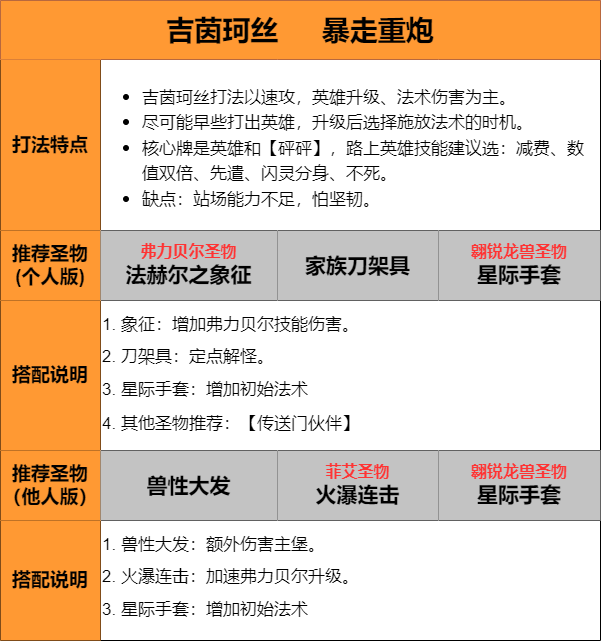 吉茵珂丝 暴走重炮
打法特点
吉茵珂丝打法以速攻，英雄升级、法术伤害为主。
尽可能早些打出英雄，升级后选择施放法术的时机。
核心牌是英雄和【砰砰】，路上英雄技能建议选：减费、数
值双倍、先遣、闪灵分身、不死。
缺点：站场能力不足，怕坚韧。
推荐圣物
(个人版)
弗力贝尔圣物
法赫尔之象征
家族刀架具
翱锐龙兽圣物
星际手套
搭配说明
1. 象征：增加弗力贝尔技能伤害。
2. 刀架具：定点解怪。
3. 星际手套：增加初始法术
4. 其他圣物推荐：【传送门伙伴】
推荐圣物
（他人版）
兽性大发
菲艾圣物
火瀑连击
翱锐龙兽圣物
星际手套
搭配说明
1. 兽性大发：额外伤害主堡。
2. 火瀑连击：加速弗力贝尔升级。
3. 星际手套：增加初始法术